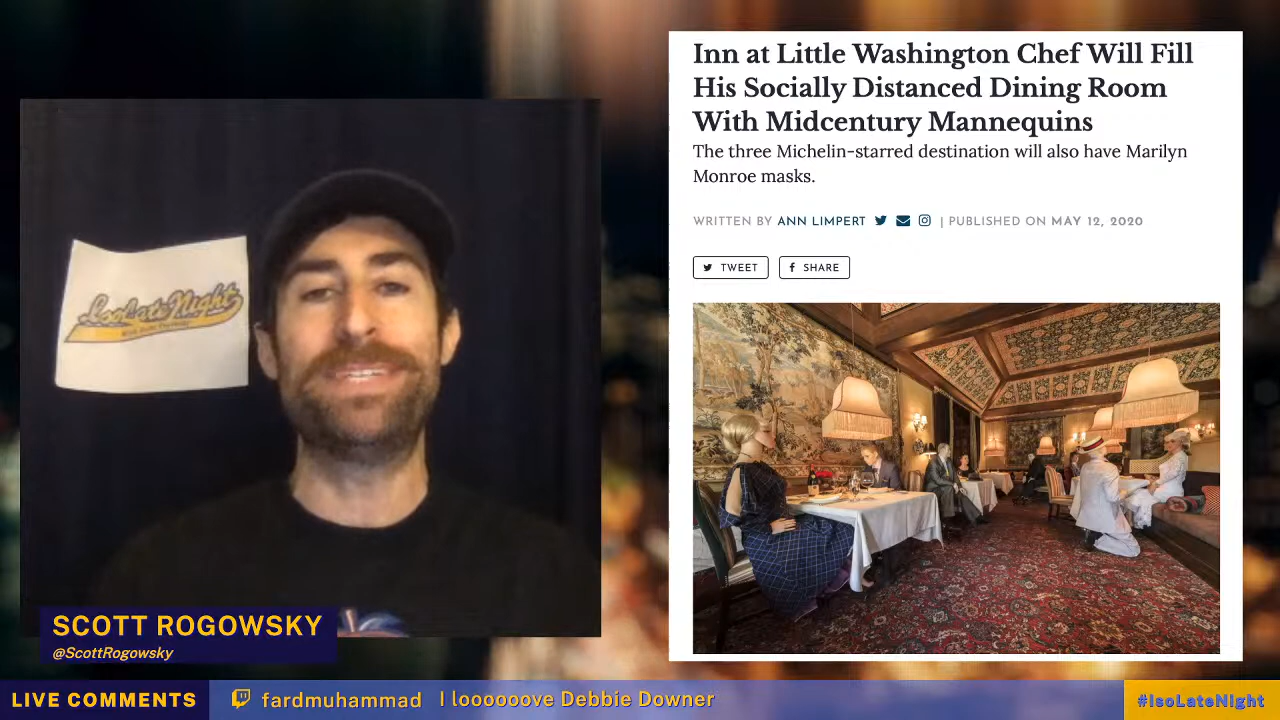 IsoLateNight
SCOTT ROGOWSKY
@ScottRogowsky
Inn at Little Washington Chef Will Fill
His Socially Distanced Dining Room
With Midcentury Mannequins
The three Michelin-starred destination will also have Marilyn
Monroe masks.
WRITTEN BY ANN LIMPERT | PUBLISHED ON MAY 12, 2020
TWEET SHARE
LIVE COMMENTS fardmuhammad I loooooove Debbie Downer #IsoLateNight